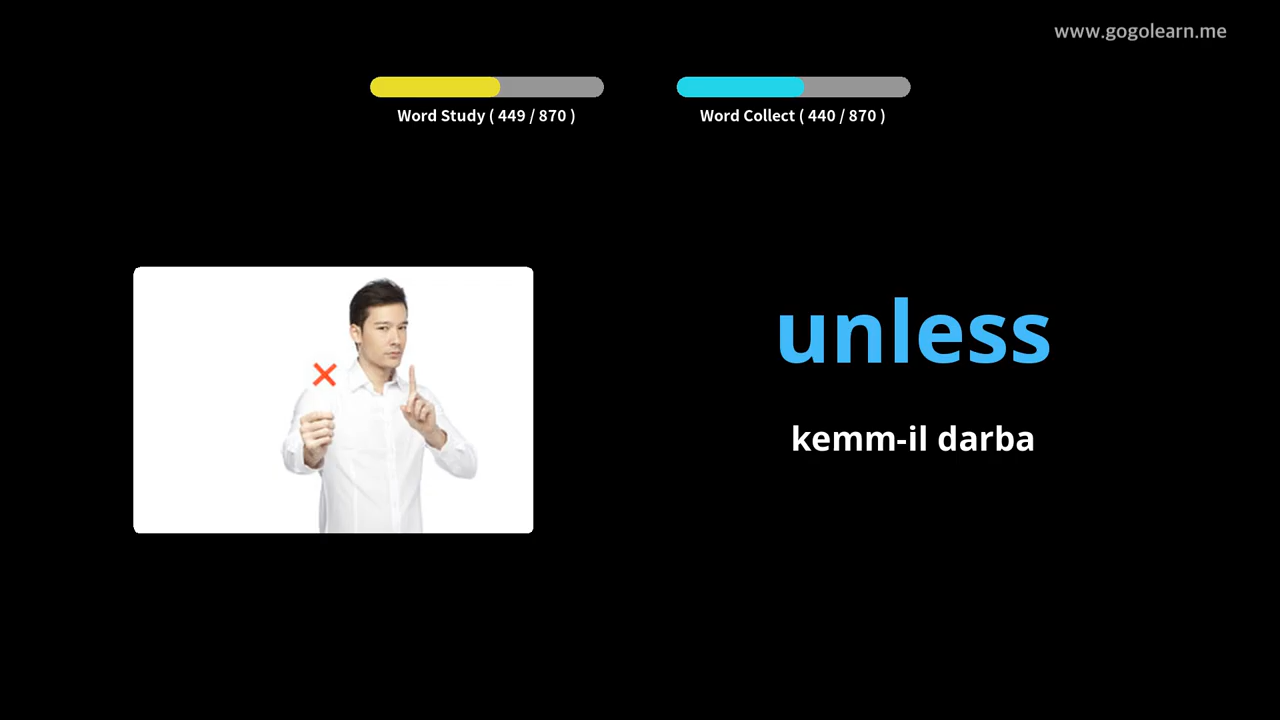 www.gogolearn.me
Word Study ( 449 / 870 )
Word Collect ( 440 / 870 )
unless
kemm-il darba